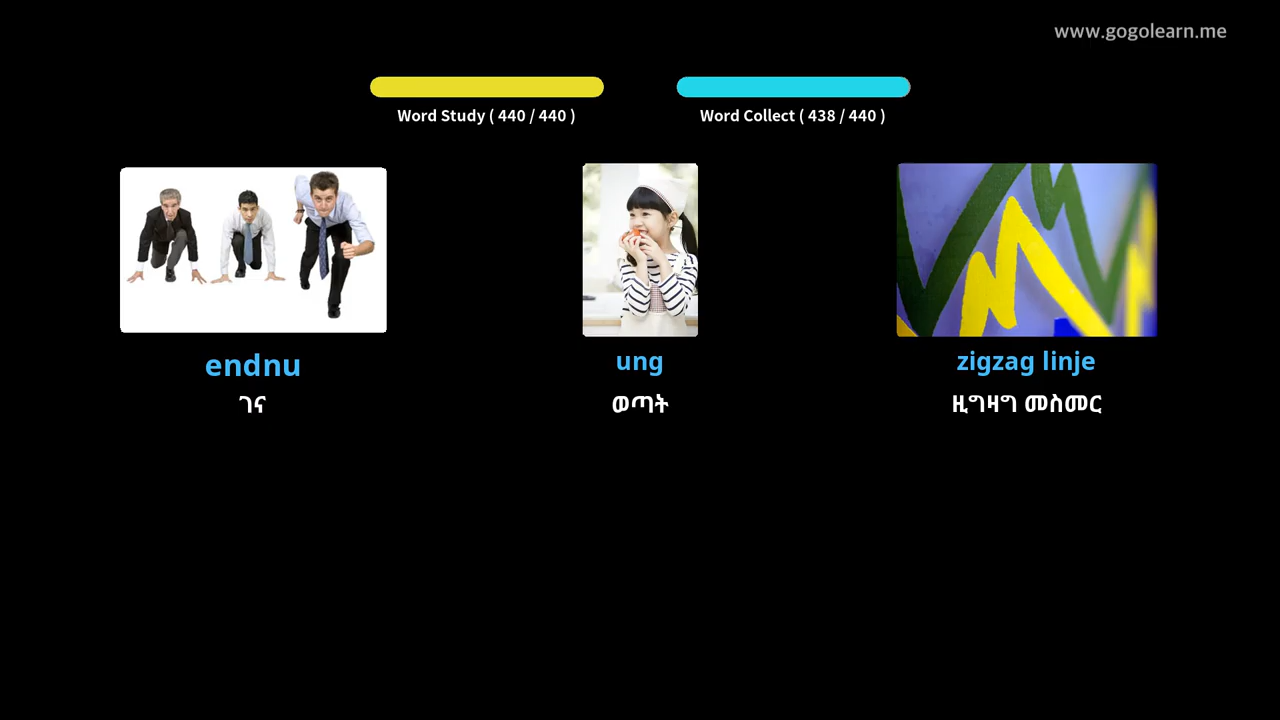 www.gogolearn.me
Word Study ( 440 / 440 )
Word Collect ( 438 / 440 )
endnu
ገና
ung
ወጣት
zigzag linje
ዚግዛግ መስመር